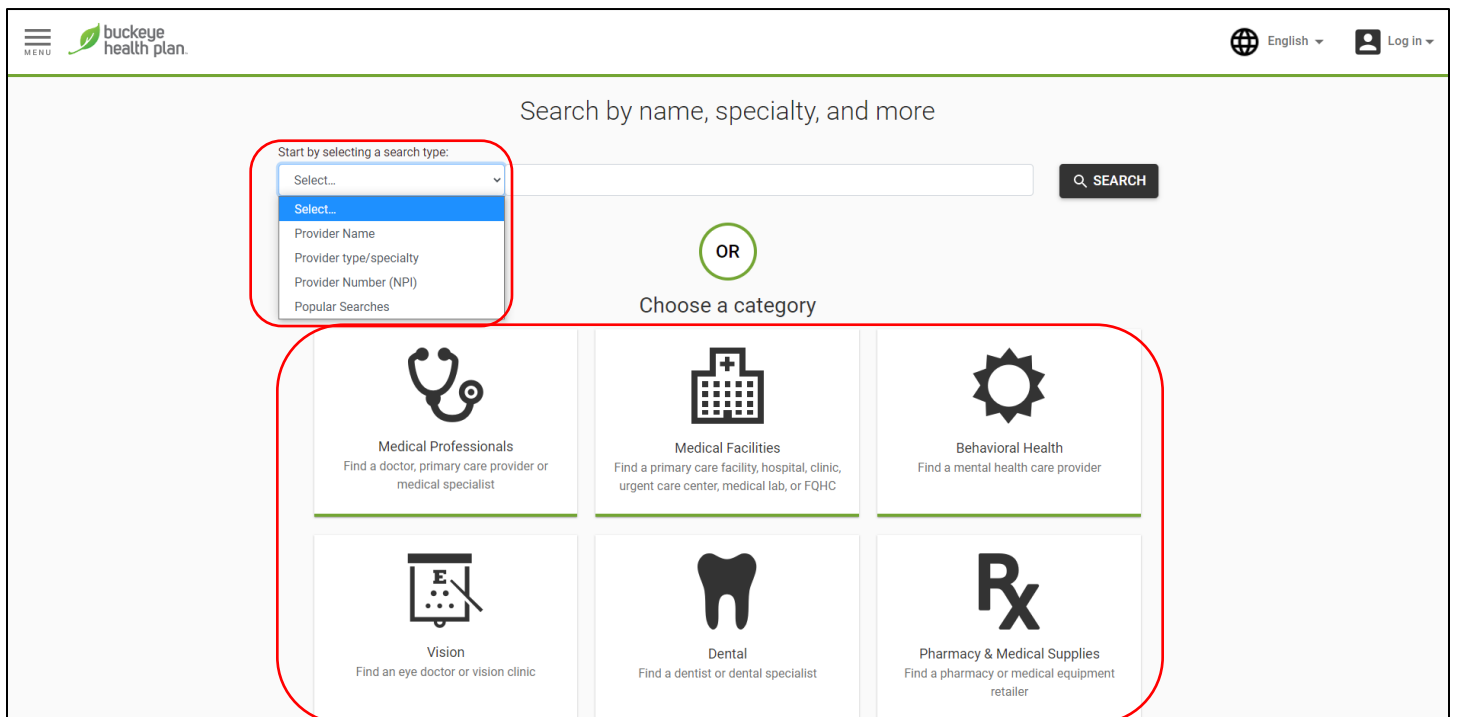 MENU
buckeye
health plan.
English
Log in
Search by name, specialty, and more
Start by selecting a search type:
Select...
SEARCH
Select...
Provider Name
Provider type/specialty
Provider Number (NPI)
Popular Searches
OR
Choose a category
Medical Professionals
Find a doctor, primary care provider or
medical specialist
Medical Facilities
Find a primary care facility, hospital, clinic,
urgent care center, medical lab, or FQHC
Behavioral Health
Find a mental health care provider
E
Vision
Find an eye doctor or vision clinic
Dental
Find a dentist or dental specialist
Rx
Pharmacy & Medical Supplies
Find a pharmacy or medical equipment
retailer